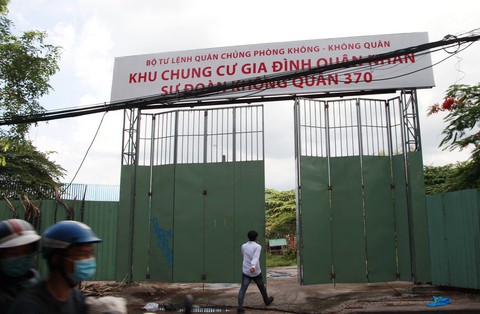 BỘ TƯ LỆNH QUÂN CHỦNG PHÒNG KHÔNG - KHÔNG QUÂN
KHU CHUNG CƯ GIA ĐÌNH QUÂN NHÂN
SƯ ĐOÀN KHÔNG QUÂN 370